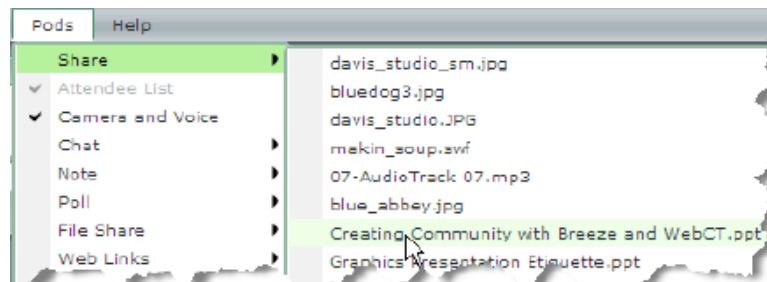 Pods Help
Share
Attendee List
Camera and Voice
Chat
Note
Poll
File Share
Web Links
davis_studio_sm.jpg
bluedog3.jpg
davis_studio.JPG
makin_soup.swf
07-AudioTrack 07.mp3
blue_abbey.jpg
Creating Community with Breeze and WebCT.ppt
Graphics Presentation Etiquette.ppt